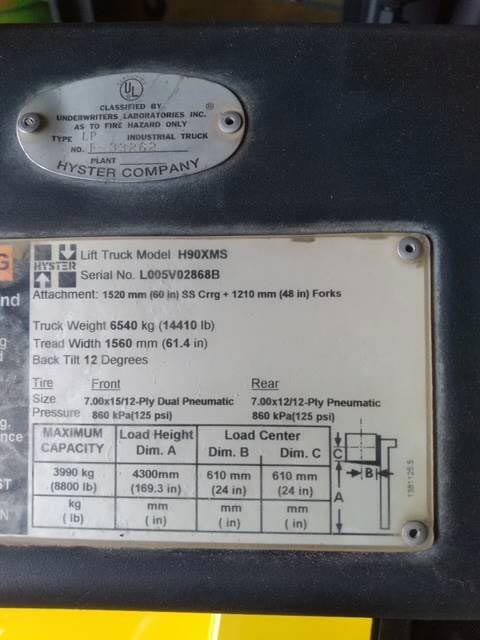 UL
CLASSIFIED BY
UNDERWRITERS LABORATORIES INC. ®
AS TO FIRE HAZARD ONLY
TYPE LP INDUSTRIAL TRUCK
NO. E-33262
PLANT
HYSTER COMPANY
G
HYSTER
Lift Truck Model H90XMS
Serial No. L005V02868B
Attachment: 1520 mm (60 in) SS Crrg + 1210 mm (48 in) Forks
Truck Weight 6540 kg (14410 lb)
Tread Width 1560 mm (61.4 in)
Back Tilt 12 Degrees
Tire Front Rear
Size 7.00x15/12-Ply Dual Pneumatic 7.00x12/12-Ply Pneumatic
Pressure 860 kPa(125 psi) 860 kPa(125 psi)
MAXIMUM CAPACITY Load Height Dim. A Load Center Dim. B Dim. C
3990 kg (8800 lb) 4300mm (169.3 in) 610 mm (24 in) 610 mm (24 in)
kg (lb) mm (in) mm (in) mm (in)
C
B
A
1381125.5